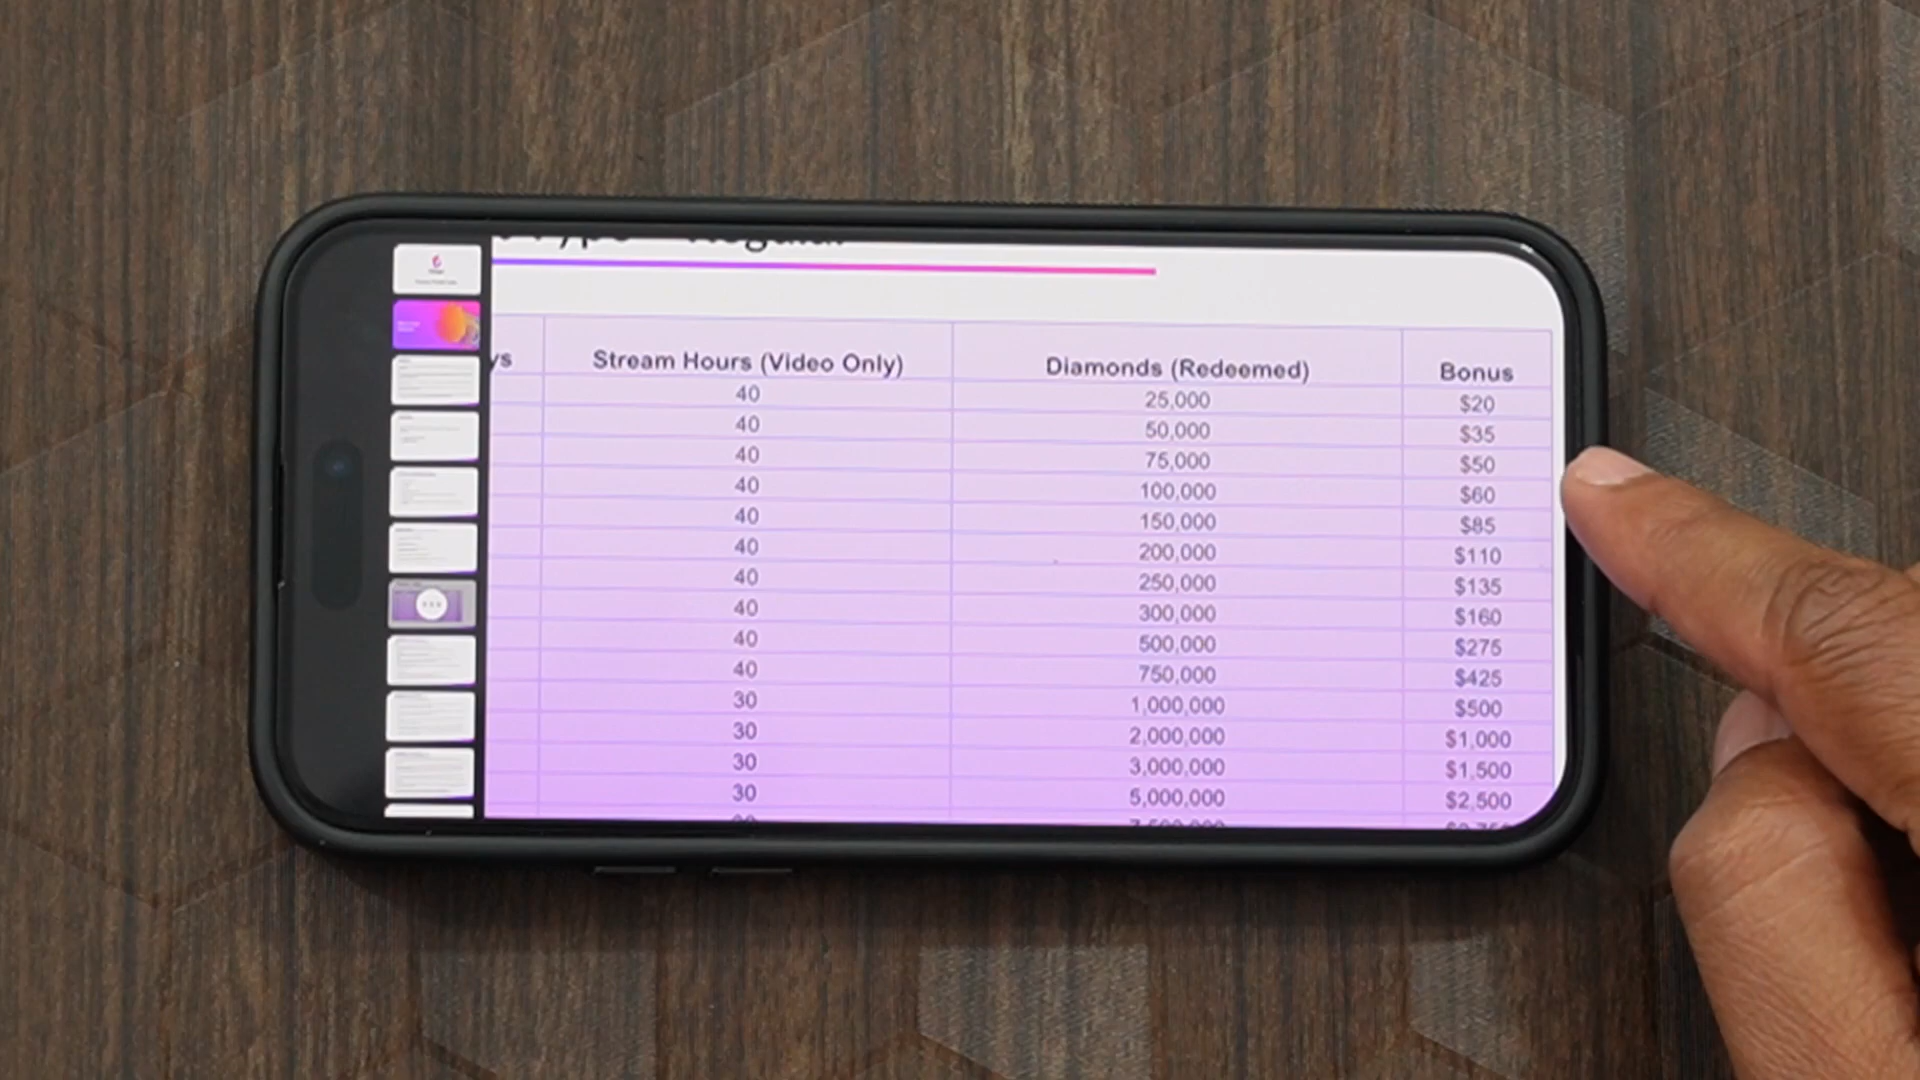 Type - Regular
ys Stream Hours (Video Only) Diamonds (Redeemed) Bonus
40 25,000 $20
40 50,000 $35
40 75,000 $50
40 100,000 $60
40 150,000 $85
40 200,000 $110
40 250,000 $135
40 300,000 $160
40 500,000 $275
40 750,000 $425
30 1,000,000 $500
30 2,000,000 $1,000
30 3,000,000 $1,500
30 5,000,000 $2,500